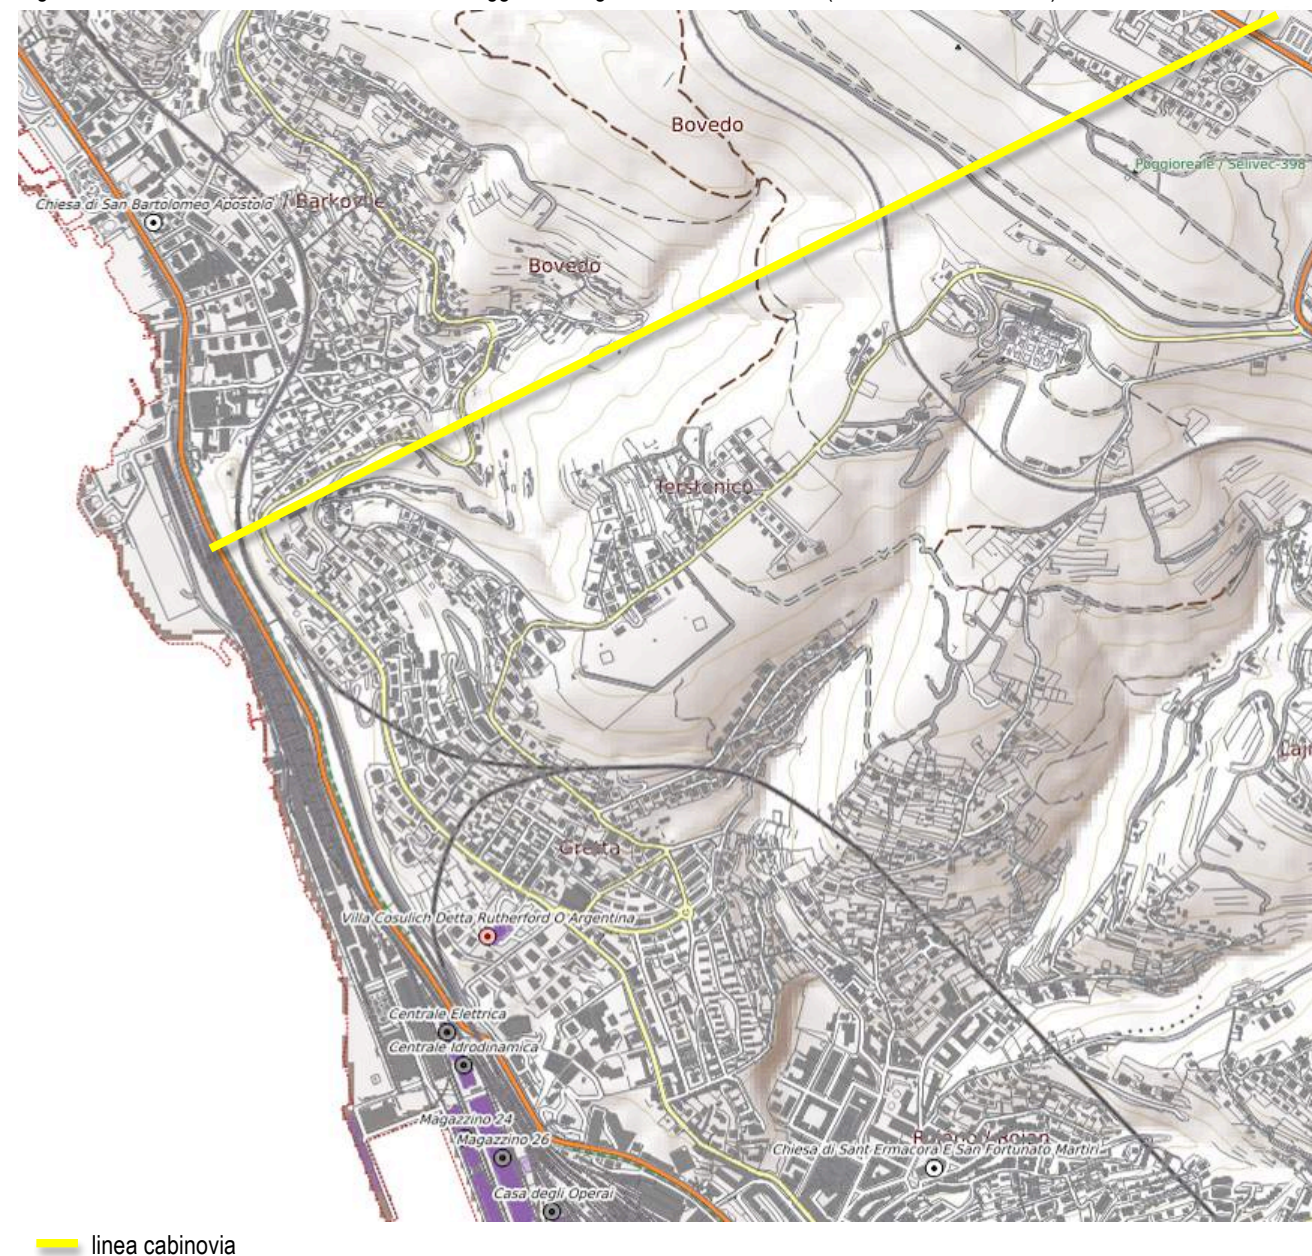 Bovedo
Poggioreale / Selivec-398
Chiesa di San Bartolomeo Apostolo / Barkovlje
Bovedo
Terstenico
Gretta
Villa Cosulich Detta Rutherford O Argentina
Centrale Elettrica
Centrale Idrodinamica
Magazzino 24
Magazzino 26
Roiano / Rojan
Chiesa di Sant Ermacora E San Fortunato Martiri
Casa degli Operai
linea cabinovia